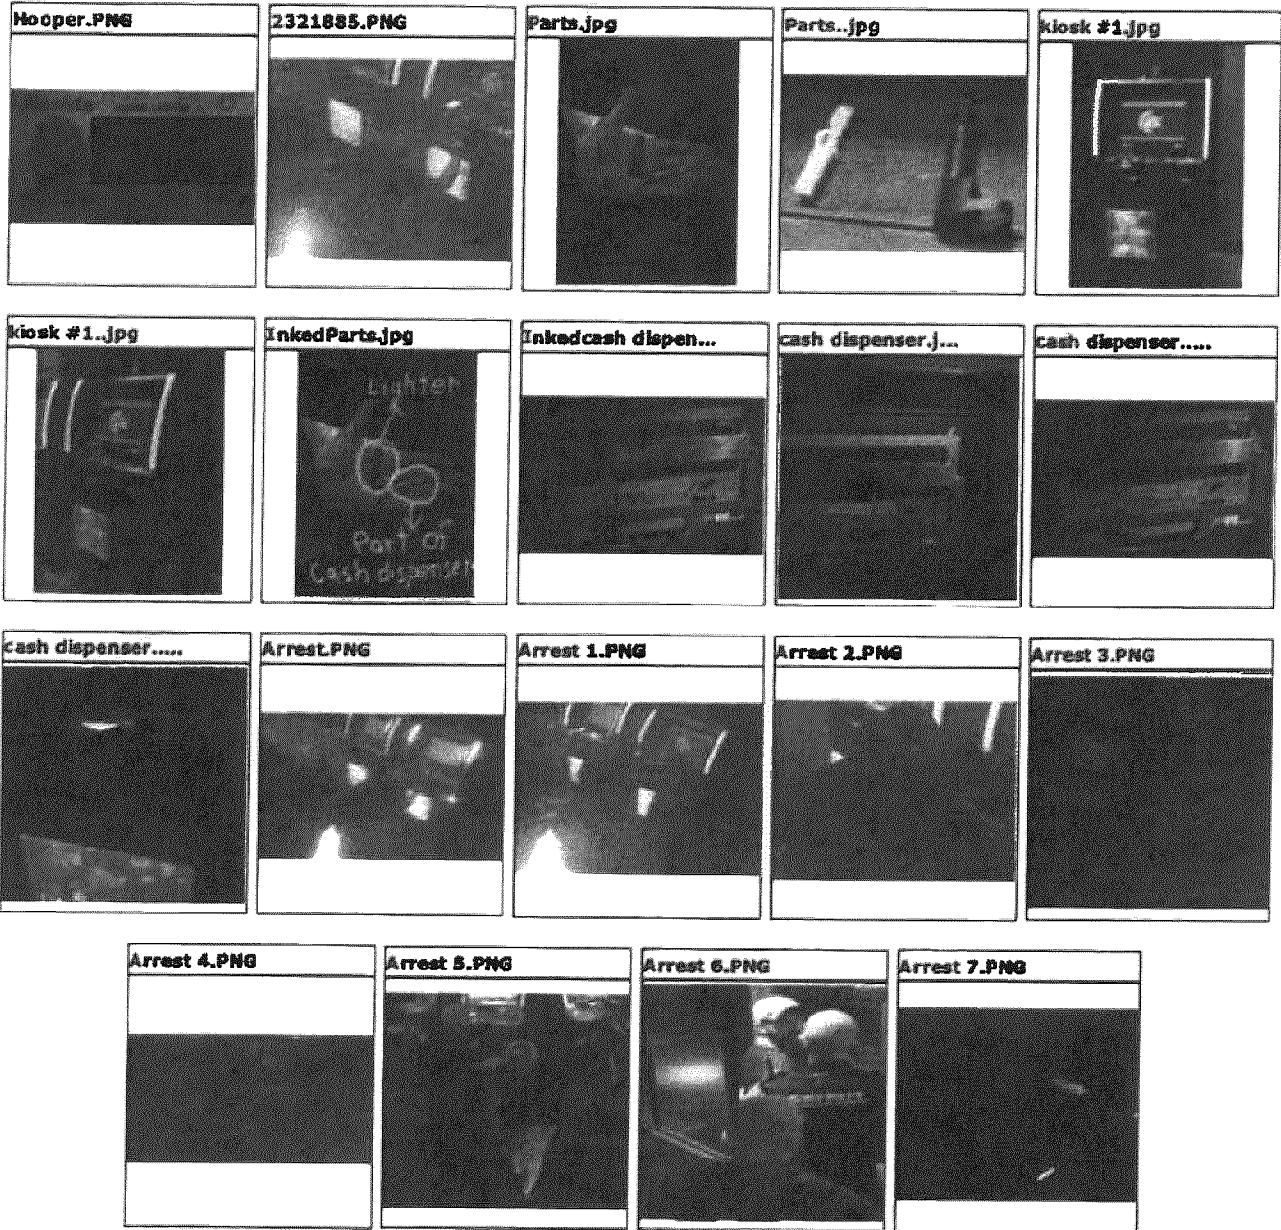 Hooper.PNG
2321885.PNG
Parts.jpg
Parts..jpg
kiosk #1.jpg
kiosk #1..jpg
InkedParts.jpg
Inkedcash dispen...
cash dispenser.j...
cash dispenser.....
Lighter
Part of
Cash dispenser
cash dispenser.....
Arrest.PNG
Arrest 1.PNG
Arrest 2.PNG
Arrest 3.PNG
Arrest 4.PNG
Arrest 5.PNG
Arrest 6.PNG
Arrest 7.PNG